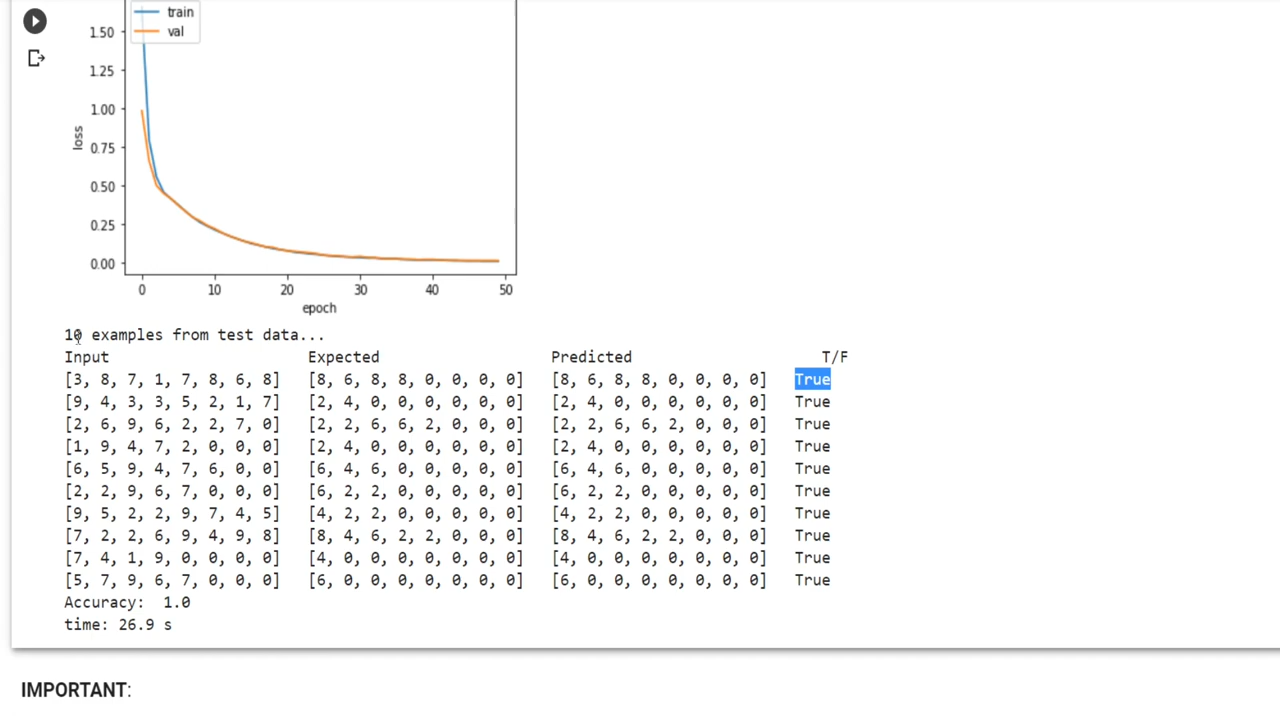 train
1.50
val
1.25
1.00
loss
0.75
0.50
0.25
0.00
0 10 20 30 40 50
epoch
10 examples from test data...
Input Expected Predicted T/F
[3, 8, 7, 1, 7, 8, 6, 8] [8, 6, 8, 8, 0, 0, 0, 0] [8, 6, 8, 8, 0, 0, 0, 0] True
[9, 4, 3, 3, 5, 2, 1, 7] [2, 4, 0, 0, 0, 0, 0, 0] [2, 4, 0, 0, 0, 0, 0, 0] True
[2, 6, 9, 6, 2, 2, 7, 0] [2, 2, 6, 6, 2, 0, 0, 0] [2, 2, 6, 6, 2, 0, 0, 0] True
[1, 9, 4, 7, 2, 0, 0, 0] [2, 4, 0, 0, 0, 0, 0, 0] [2, 4, 0, 0, 0, 0, 0, 0] True
[6, 5, 9, 4, 7, 6, 0, 0] [6, 4, 6, 0, 0, 0, 0, 0] [6, 4, 6, 0, 0, 0, 0, 0] True
[2, 2, 9, 6, 7, 0, 0, 0] [6, 2, 2, 0, 0, 0, 0, 0] [6, 2, 2, 0, 0, 0, 0, 0] True
[9, 5, 2, 2, 9, 7, 4, 5] [4, 2, 2, 0, 0, 0, 0, 0] [4, 2, 2, 0, 0, 0, 0, 0] True
[7, 2, 2, 6, 9, 4, 9, 8] [8, 4, 6, 2, 2, 0, 0, 0] [8, 4, 6, 2, 2, 0, 0, 0] True
[7, 4, 1, 9, 0, 0, 0, 0] [4, 0, 0, 0, 0, 0, 0, 0] [4, 0, 0, 0, 0, 0, 0, 0] True
[5, 7, 9, 6, 7, 0, 0, 0] [6, 0, 0, 0, 0, 0, 0, 0] [6, 0, 0, 0, 0, 0, 0, 0] True
Accuracy: 1.0
time: 26.9 s
IMPORTANT: